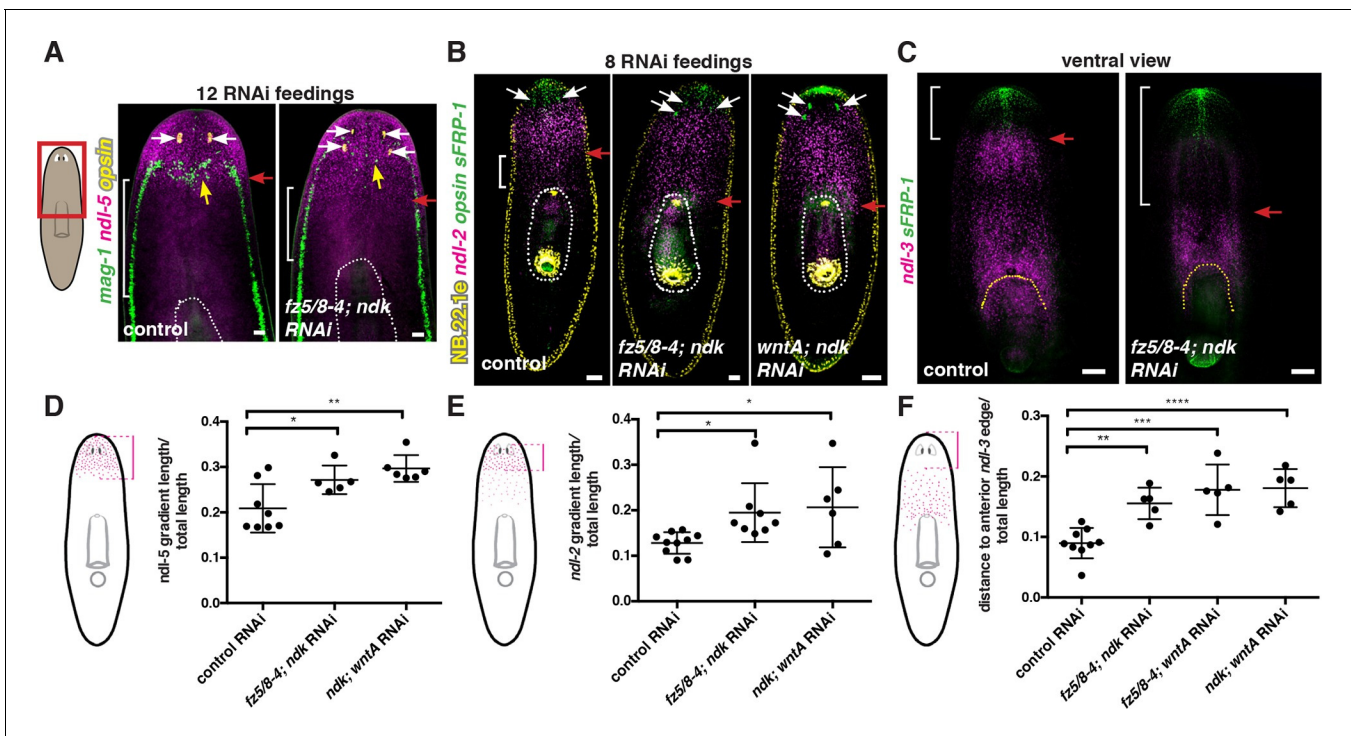 A
12 RNAi feedings
mag-1 ndl-5 opsin
control
fz5/8-4; ndk
RNAi
B
8 RNAi feedings
NB.22.1e ndl-2 opsin sFRP-1
control
fz5/8-4; ndk
RNAi
wntA; ndk
RNAi
C
ventral view
ndl-3 sFRP-1
control
fz5/8-4; ndk
RNAi
D
ndl-5 gradient length/
total length
0.4
0.3
0.2
0.1
0.0
*
**
control RNAi
fz5/8-4; ndk RNAi
ndk; wntA RNAi
E
ndl-2 gradient length/
total length
0.4
0.3
0.2
0.1
0.0
*
*
control RNAi
fz5/8-4; ndk RNAi
ndk; wntA RNAi
F
distance to anterior ndl-3 edge/
total length
0.3
0.2
0.1
0.0
****
***
**
control RNAi
fz5/8-4; ndk RNAi
fz5/8-4; wntA RNAi
ndk; wntA RNAi